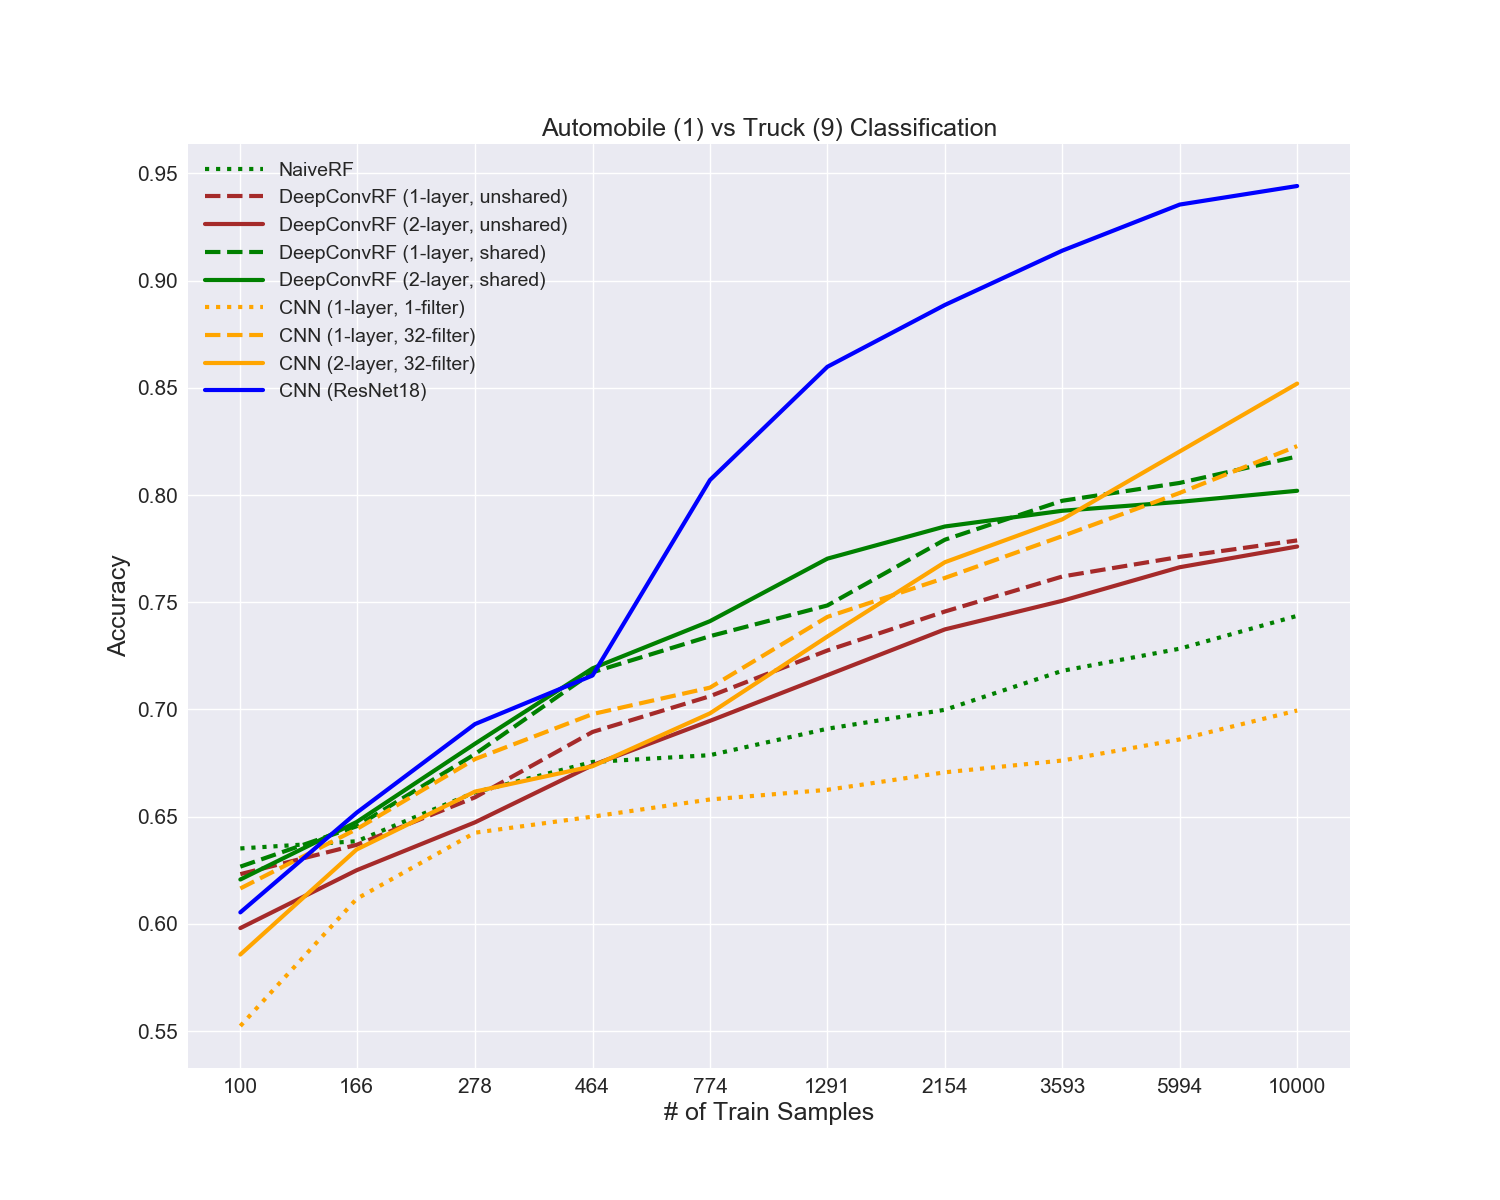 Automobile (1) vs Truck (9) Classification
NaiveRF
DeepConvRF (1-layer, unshared)
DeepConvRF (2-layer, unshared)
DeepConvRF (1-layer, shared)
DeepConvRF (2-layer, shared)
CNN (1-layer, 1-filter)
CNN (1-layer, 32-filter)
CNN (2-layer, 32-filter)
CNN (ResNet18)
0.95
0.90
0.85
0.80
0.75
0.70
0.65
0.60
0.55
Accuracy
100 166 278 464 774 1291 2154 3593 5994 10000
# of Train Samples